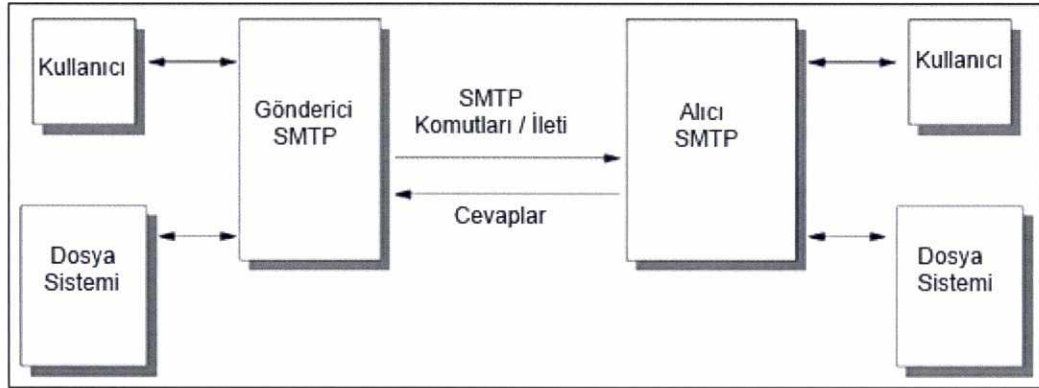 Kullanıcı
Gönderici
SMTP
SMTP
Komutları / İleti
Cevaplar
Alıcı
SMTP
Kullanıcı
Dosya
Sistemi
Dosya
Sistemi